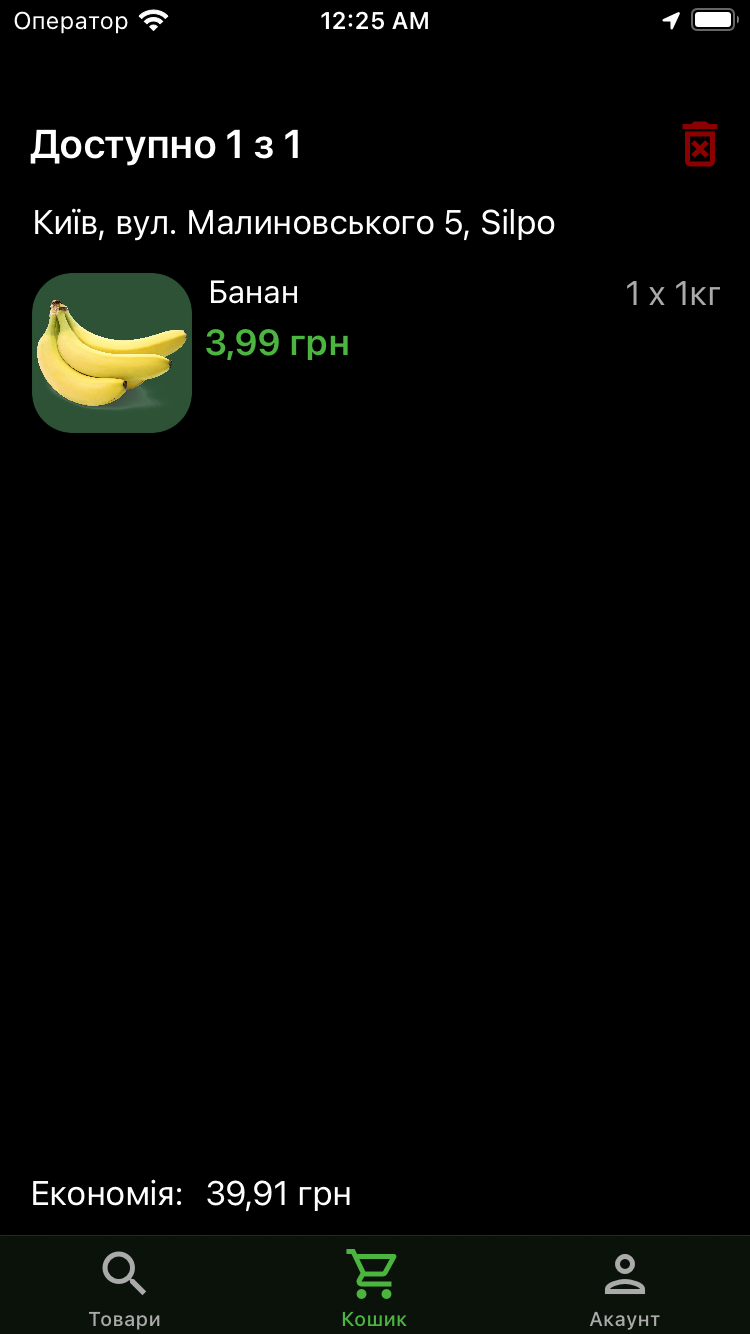 Оператор 12:25 AM
Доступно 1 з 1
Київ, вул. Малиновського 5, Silpo
Банан 1 x 1кг
3,99 грн
Економія: 39,91 грн
Товари Кошик Акаунт